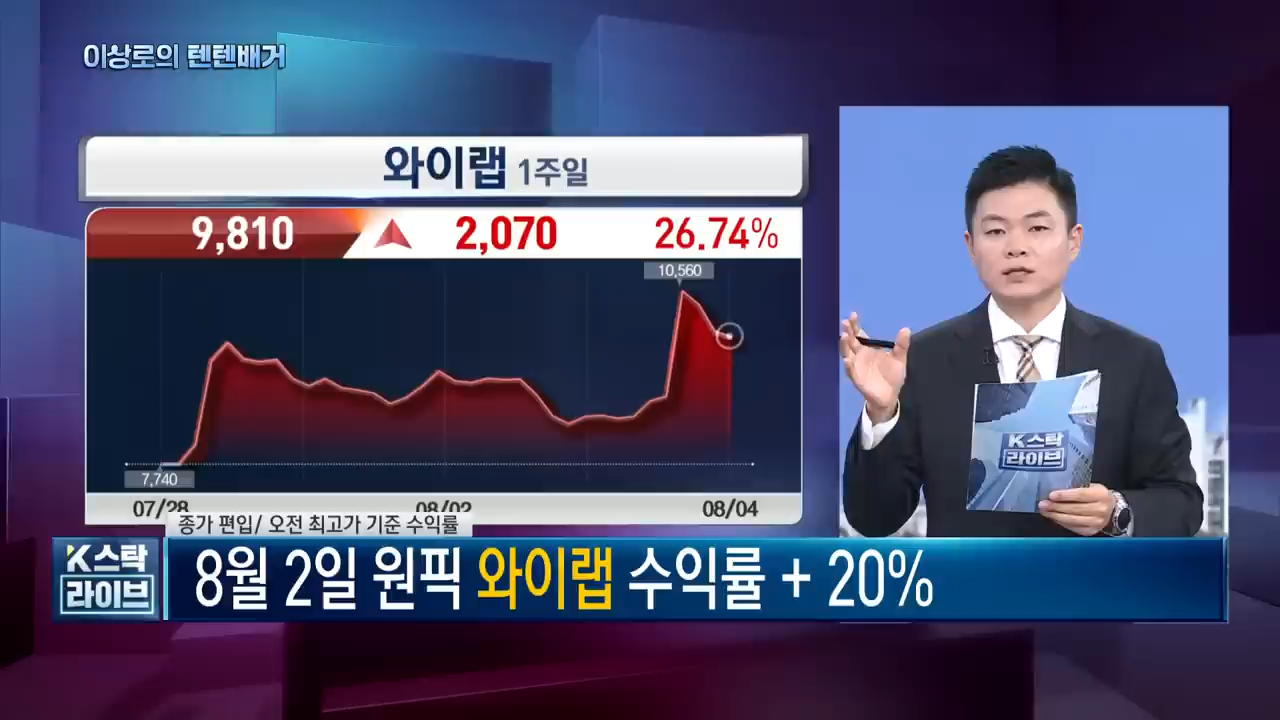 이상로의 텐텐배거
와이랩 1주일
9,810 ▲ 2,070 26.74%
10,560
7,740
07/28 08/02 08/04
종가 편입/ 오전 최고가 기준 수익률
K스탁
라이브
8월 2일 원픽 와이랩 수익률 + 20%
K스탁
라이브